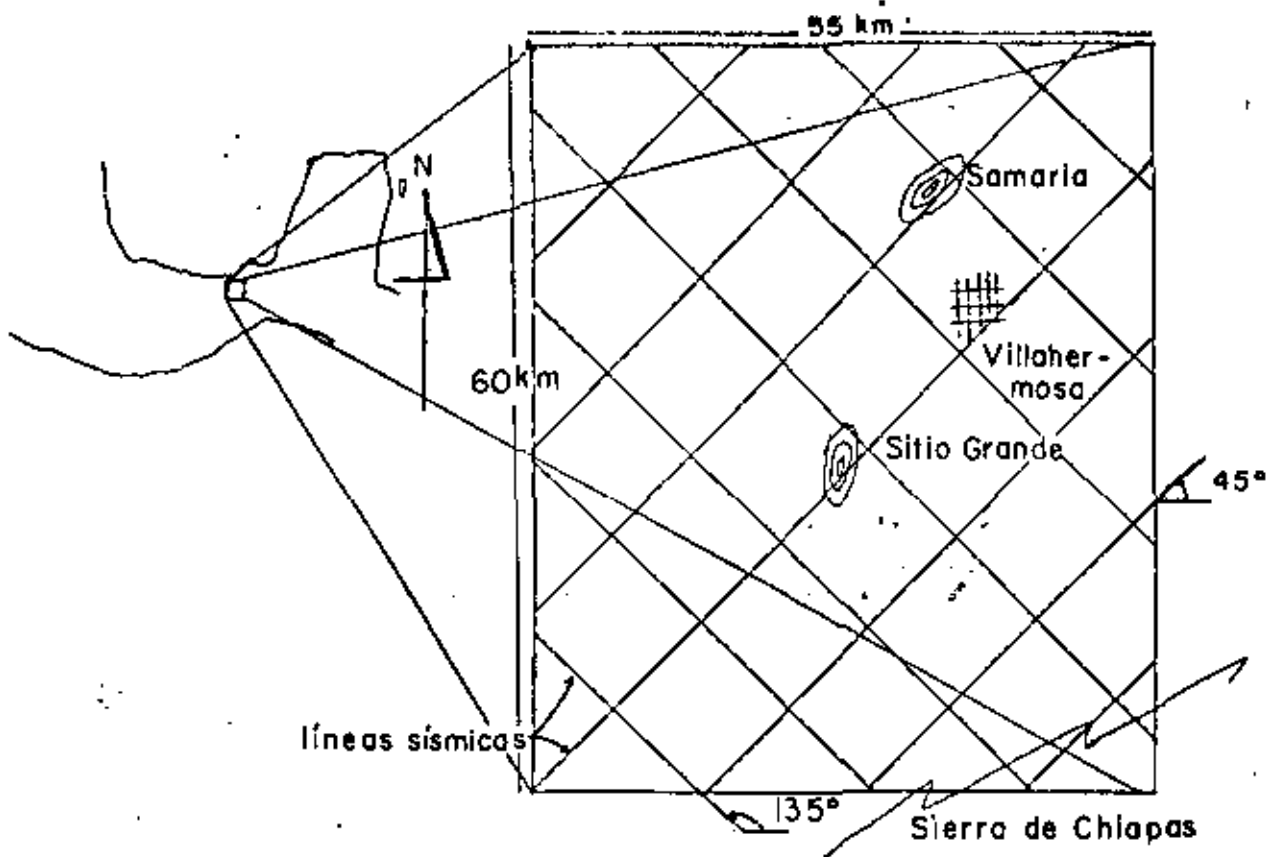 55 km
N
Samaria
Villaher-
mosa
60 km
Sitio Grande
45°
líneas sísmicas
135°
Sierra de Chiapas